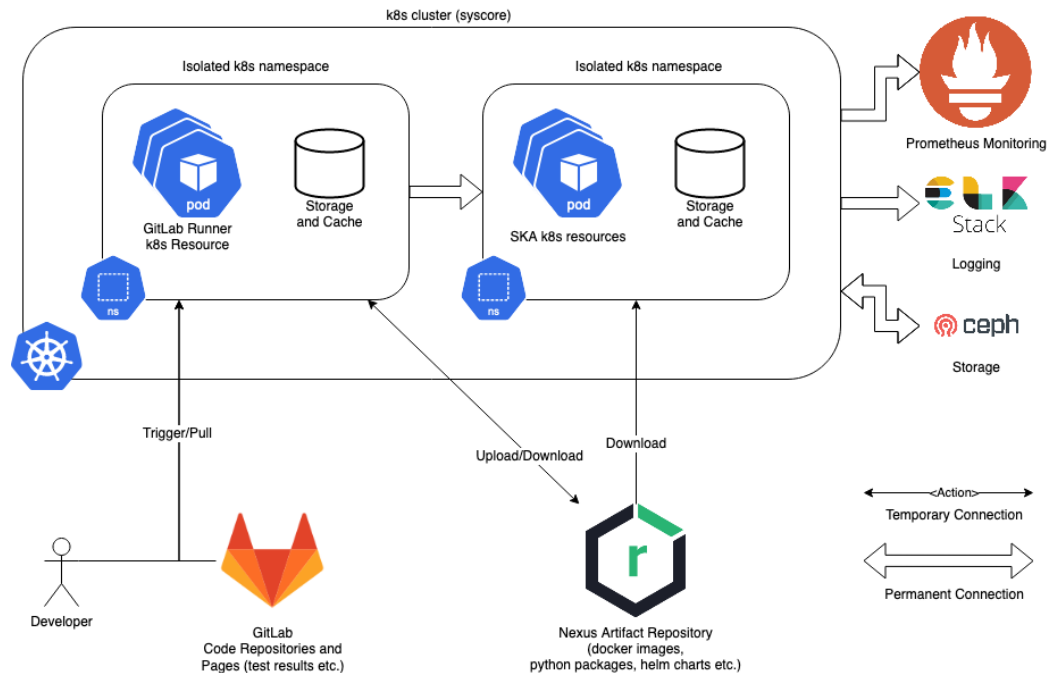 k8s cluster (syscore)
Isolated k8s namespace
Isolated k8s namespace
pod
GitLab Runner
k8s Resource
Storage
and Cache
ns
pod
SKA k8s resources
Storage
and Cache
ns
Prometheus Monitoring
ELK
Stack
Logging
ceph
Storage
Trigger/Pull
Upload/Download
Download
<Action>
Temporary Connection
Permanent Connection
Developer
GitLab
Code Repositories and
Pages (test results etc.)
r
Nexus Artifact Repository
(docker images,
python packages, helm charts etc.)